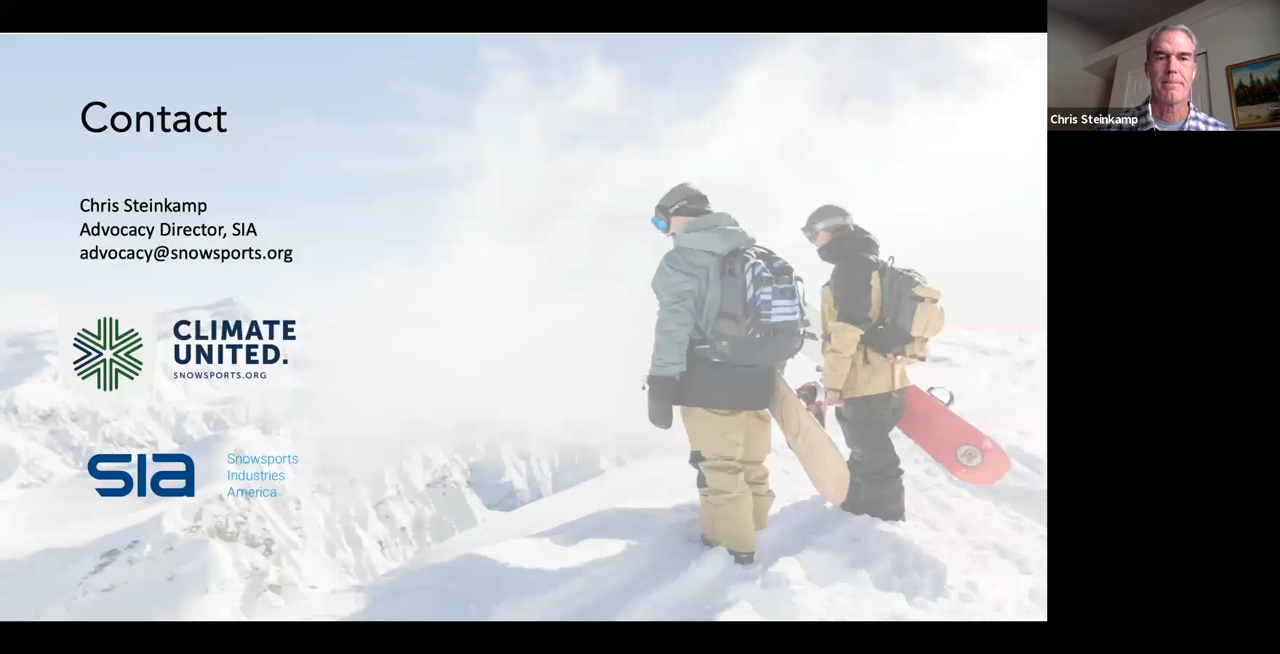 Contact
Chris Steinkamp
Advocacy Director, SIA
advocacy@snowsports.org
CLIMATE
UNITED.
SNOWSPORTS.ORG
sia
Snowsports
Industries
America
SMITH
Chris Steinkamp